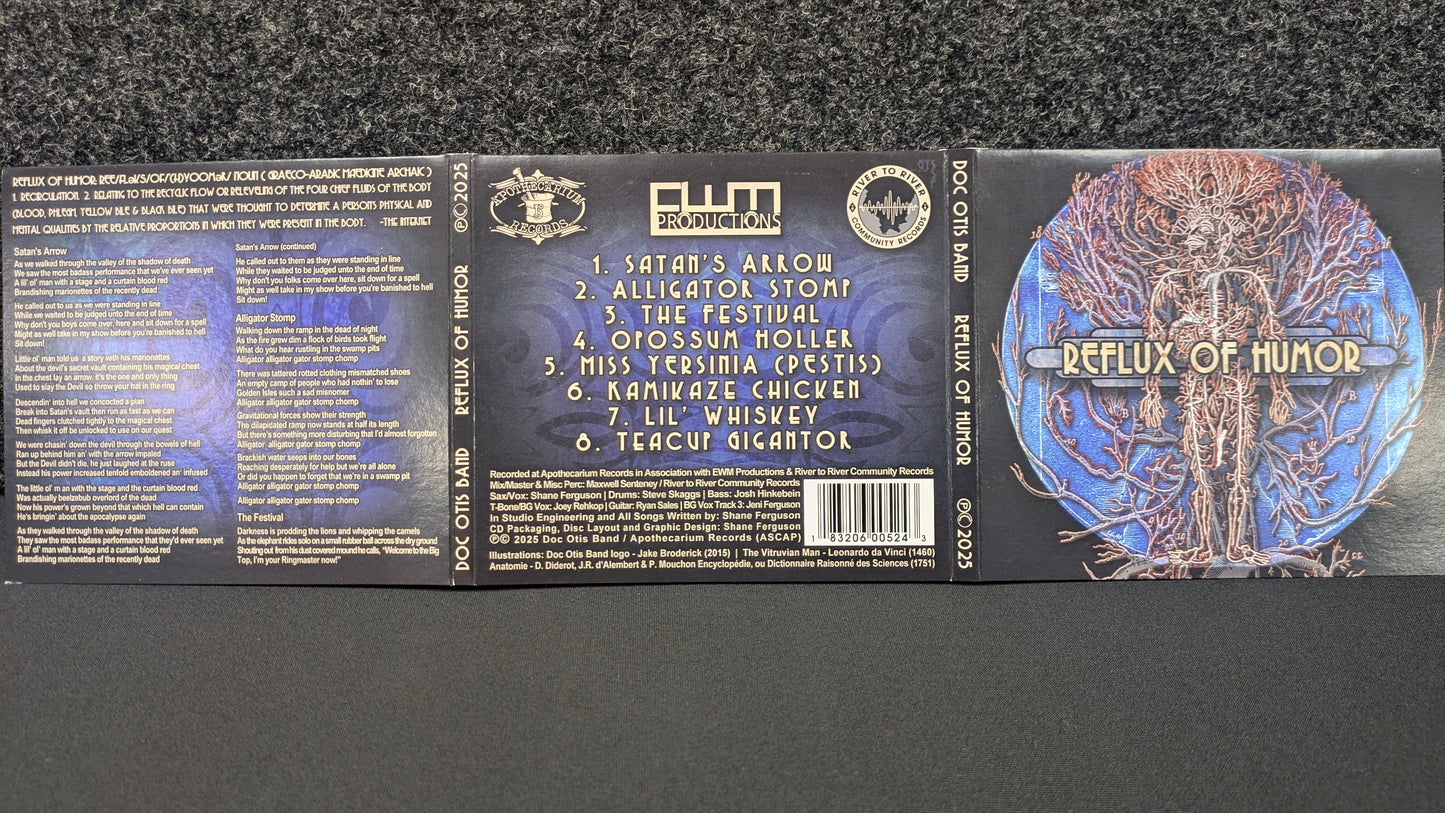 REFLUX OF HUMOR REE/FLəK/S/OF/(H)YOOMəR/ NOUN ( GRAECO-ARABIC MAEDICINE ARCHAIC )
1. RECIRCULATION. 2. RELATING TO THE RECYCLIC FLOW OR RELEVELING OF THE FOUR CHIEF FLUIDS OF THE BODY
(BLOOD, PHLEGM, YELLOW BILE & BLACK BILE) THAT WERE THOUGHT TO DETERMINE A PERSON'S PHYSICAL AND
MENTAL QUALITIES BY THE RELATIVE PROPORTIONS IN WHICH THEY WERE PRESENT IN THE BODY. -THE INTERNET
Satan's Arrow
As we walked through the valley of the shadow of death
We saw the most badass performance that we've ever seen yet
A lil' ol' man with a stage and a curtain blood red
Brandishing marionettes of the recently dead
He called out to us as we were standing in line
While we waited to be judged unto the end of time
Why don't you boys come over, here and sit down for a spell
Might as well take in my show before you're banished to hell
Sit down!
Little ol' man told us a story with his marionettes
About the devil's secret vault containing his magical chest
In the chest lay an arrow, it's the one and only thing
Used to slay the Devil so throw your hat in the ring
Descendin' into hell we concocted a plan
Break into Satan's vault then run as fast as we can
Dead fingers clutched tightly to the magical chest
Then whisk it off be unlocked to use on our quest
We were chasin' down the devil through the bowels of hell
Ran up behind him an' with the arrow impaled
But the Devil didn't die, he just laughed at the ruse
Instead his power increased tenfold emboldened an' infused
The little ol' man with the stage and the curtain blood red
Was actually beelzebub overlord of the dead
Now his power's grown beyond that which hell can contain
He's bringin' about the apocalypse again
As they walked through the valley of the shadow of death
They saw the most badass performance that they'd ever seen yet
A lil' ol' man with a stage and a curtain blood red
Brandishing marionettes of the recently dead
Satan's Arrow (continued)
He called out to them as they were standing in line
While they waited to be judged unto the end of time
Why don't you folks come over here, sit down for a spell
Might as well take in my show before you're banished to hell
Sit down!
Alligator Stomp
Walking down the ramp in the dead of night
As the fire grew dim a flock of birds took flight
What do you hear rustling in the swamp pits
Alligator alligator gator stomp chomp
There was tattered rotted clothing mismatched shoes
An empty camp of people who had nothin' to lose
Golden Isles such a sad misnomer
Alligator alligator gator stomp chomp
Gravitational forces show their strength
The dilapidated ramp now stands at half its length
But there's something more disturbing that I'd almost forgotten
Alligator alligator gator stomp chomp
Brackish water seeps into our bones
Reaching desperately for help but we're all alone
Or did you happen to forget that we're in a swamp pit
Alligator alligator gator stomp chomp
Alligator alligator gator stomp chomp
The Festival
Darkness is prodding the lions and whipping the camels
As the elephant rides solo on a small rubber ball across the dry ground
Shouting out from his dust covered mound he calls, "Welcome to the Big
Top, I'm your Ringmaster now!"
DOC OTIS BAND REFLUX OF HUMOR ℗©2025
APOTHECARIUM
RECORDS
EWM
PRODUCTIONS
RIVER TO RIVER
COMMUNITY RECORDS
1. SATAN'S ARROW
2. ALLIGATOR STOMP
3. THE FESTIVAL
4. OPOSSUM HOLLER
5. MISS YERSINIA (PESTIS)
6. KAMIKAZE CHICKEN
7. LIL' WHISKEY
8. TEACUP GIGANTOR
Recorded at Apothecarium Records in Association with EWM Productions & River to River Community Records
Mix/Master & Misc Perc: Maxwell Senteney / River to River Community Records
Sax/Vox: Shane Ferguson | Drums: Steve Skaggs | Bass: Josh Hinkebein
T-Bone/BG Vox: Joey Rehkop | Guitar: Ryan Sales | BG Vox Track 3: Jeni Ferguson
In Studio Engineering and All Songs Written by: Shane Ferguson
CD Packaging, Disc Layout and Graphic Design: Shane Ferguson
℗© 2025 Doc Otis Band / Apothecarium Records (ASCAP)
1 83206 00524 3
Illustrations: Doc Otis Band logo - Jake Broderick (2015) | The Vitruvian Man - Leonardo da Vinci (1460)
Anatomie - D. Diderot, J.R. d'Alembert & P. Mouchon Encyclopédie, ou Dictionnaire Raisonné des Sciences (1751)
DOC OTIS BAND REFLUX OF HUMOR ℗©2025
REFLUX OF HUMOR